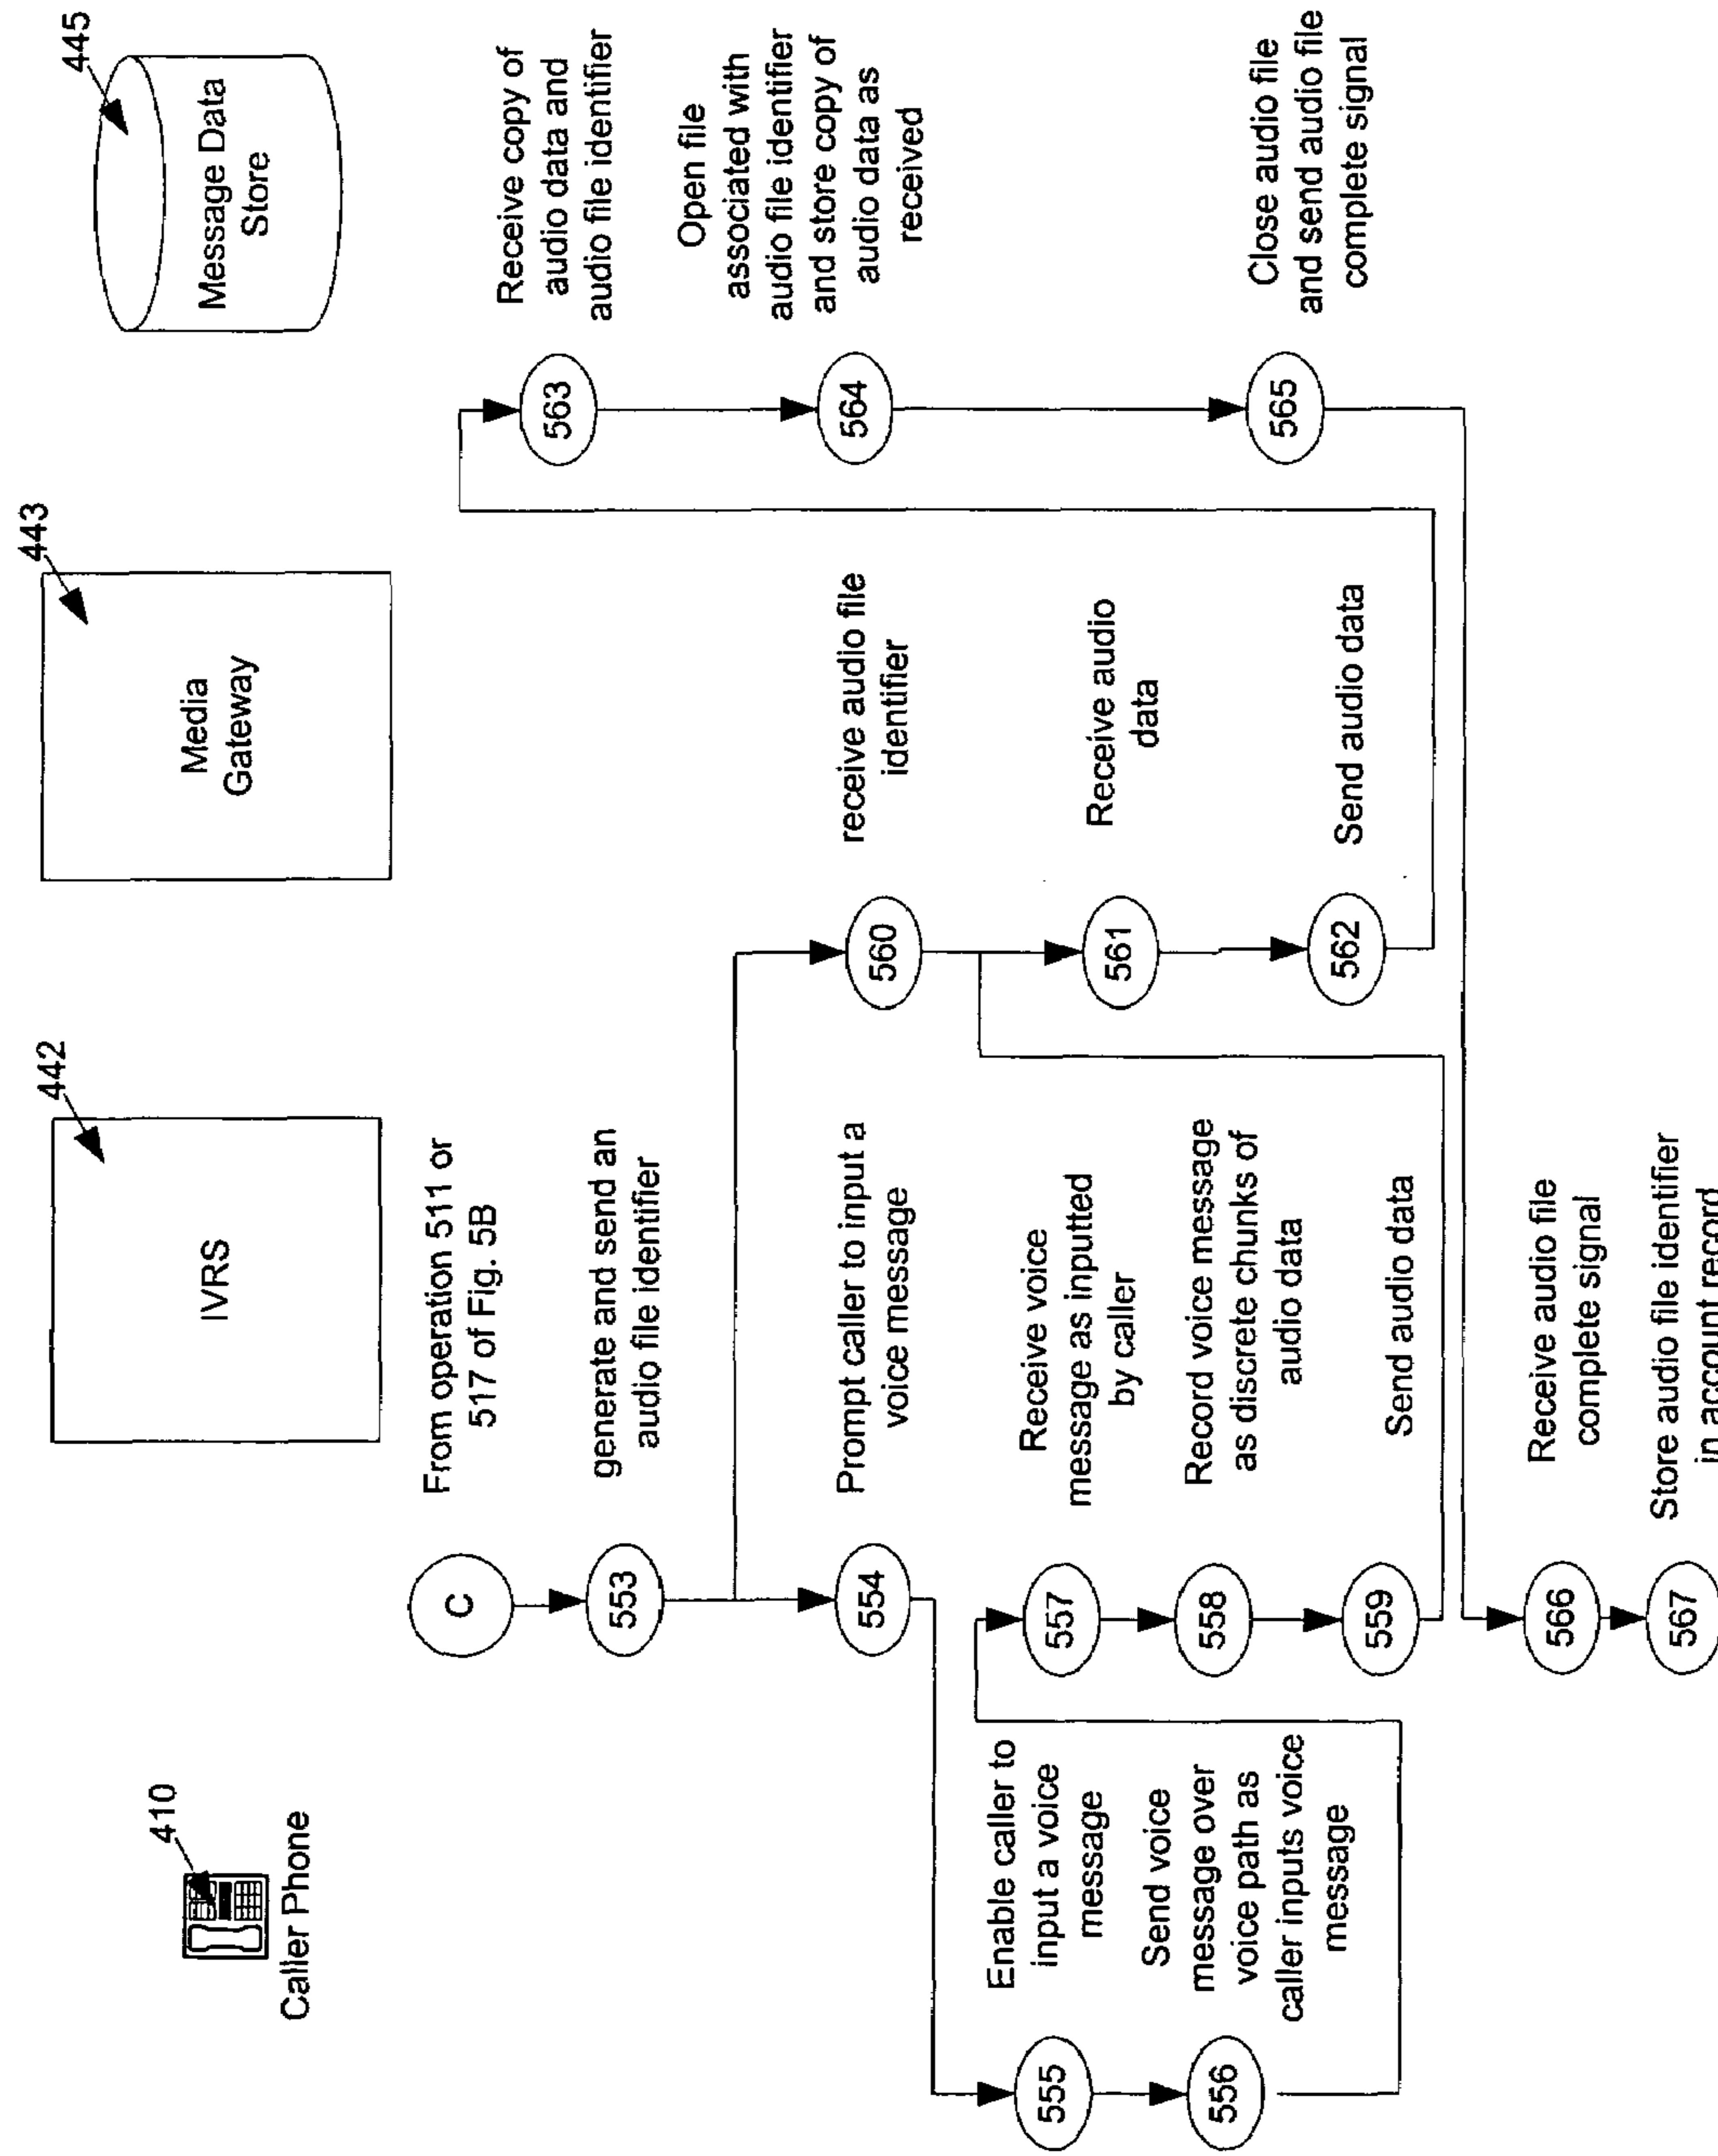 410
Caller Phone
442
IVRS
443
Media
Gateway
445
Message Data
Store
C
From operation 511 or
517 of Fig. 5B
553
generate and send an
audio file identifier
554
Prompt caller to input a
voice message
555
Enable caller to
input a voice
message
556
Send voice
message over
voice path as
caller inputs voice
message
557
Receive voice
message as inputted
by caller
558
Record voice message
as discrete chunks of
audio data
559
Send audio data
560
receive audio file
identifier
561
Receive audio
data
562
Send audio data
563
Receive copy of
audio data and
audio file identifier
564
Open file
associated with
audio file identifier
and store copy of
audio data as
received
565
Close audio file
and send audio file
complete signal
566
Receive audio file
complete signal
567
Store audio file identifier
in account record